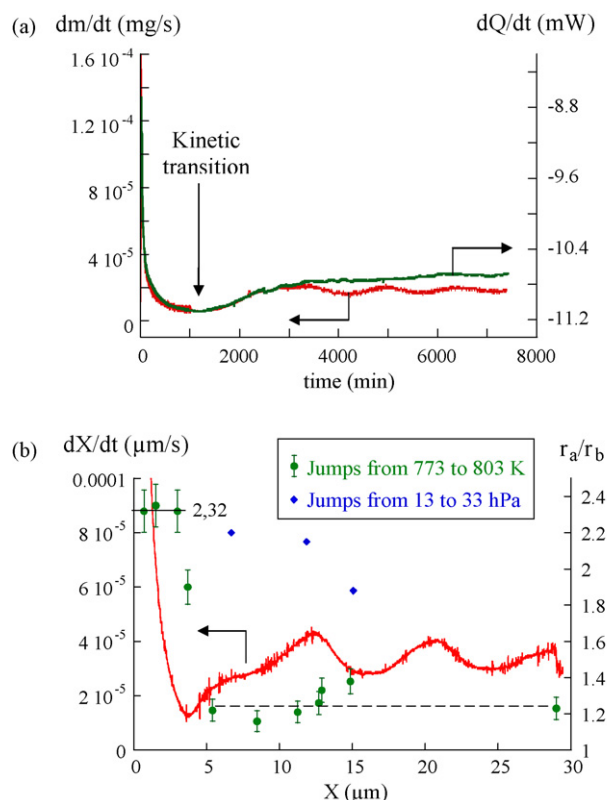 (a)
dm/dt (mg/s)
dQ/dt (mW)
1.6 10⁻⁴
1.2 10⁻⁴
8 10⁻⁵
4 10⁻⁵
0
Kinetic
transition
-8.8
-9.6
-10.4
-11.2
0 2000 4000 6000 8000
time (min)
(b)
dX/dt (µm/s)
rₐ/r_b
Jumps from 773 to 803 K
Jumps from 13 to 33 hPa
0.0001
8 10⁻⁵
6 10⁻⁵
4 10⁻⁵
2 10⁻⁵
0
2,32
2.4
2.2
2
1.8
1.6
1.4
1.2
1
0 5 10 15 20 25 30
X (µm)